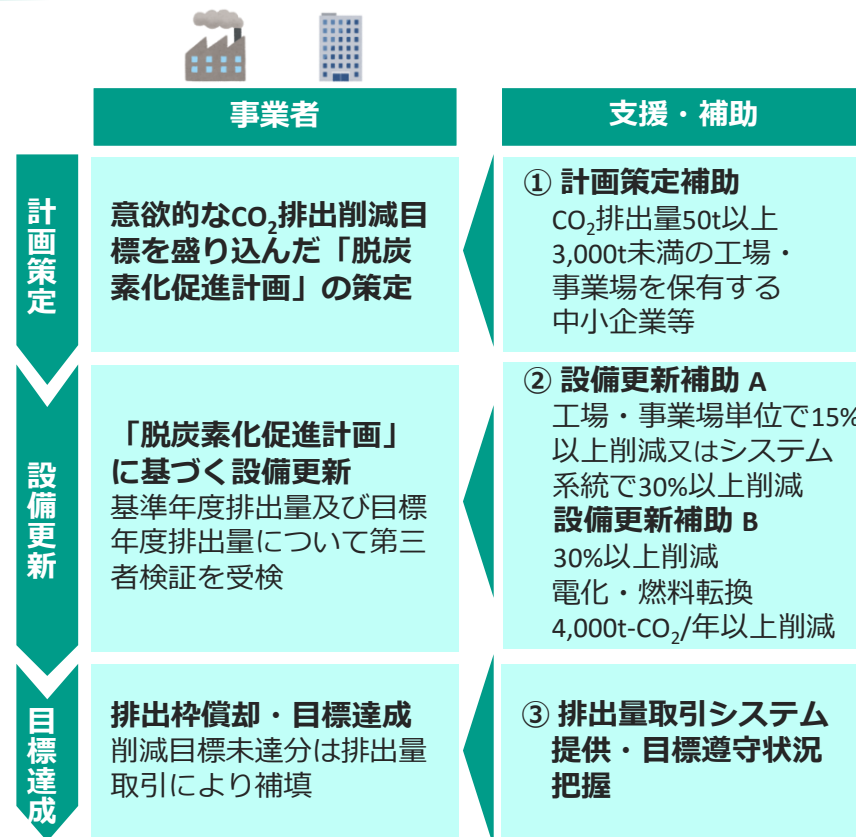 事業者
支援・補助
計画策定
意欲的なCO₂排出削減目
標を盛り込んだ「脱炭
素化促進計画」の策定
① 計画策定補助
CO₂排出量50t以上
3,000t未満の工場・
事業場を保有する
中小企業等
設備更新
「脱炭素化促進計画」
に基づく設備更新
基準年度排出量及び目標
年度排出量について第三
者検証を受検
② 設備更新補助 A
工場・事業場単位で15%
以上削減又はシステム
系統で30%以上削減
設備更新補助 B
30%以上削減
電化・燃料転換
4,000t-CO₂/年以上削減
目標達成
排出枠償却・目標達成
削減目標未達分は排出量
取引により補填
③ 排出量取引システム
提供・目標遵守状況
把握